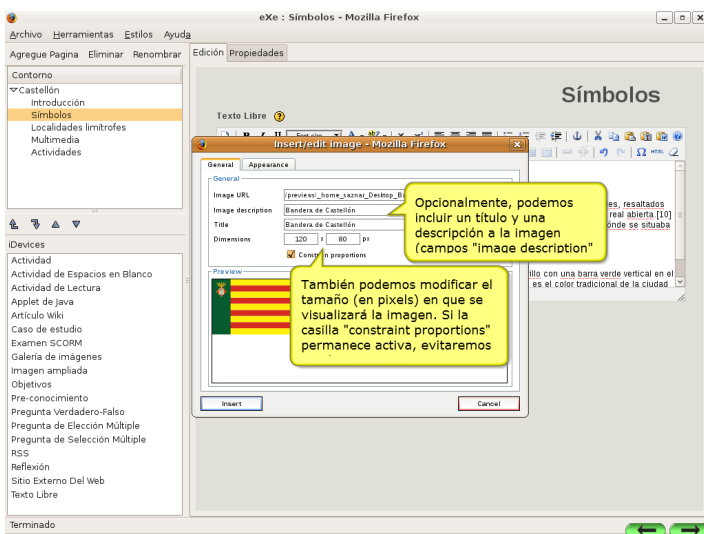 eXe : Símbolos - Mozilla Firefox
Archivo Herramientas Estilos Ayuda
Agregue Pagina Eliminar Renombrar
Edición Propiedades
Contorno
Castellón
Introducción
Símbolos
Localidades limítrofes
Multimedia
Actividades
iDevices
Actividad
Actividad de Espacios en Blanco
Actividad de Lectura
Applet de Java
Artículo Wiki
Caso de estudio
Examen SCORM
Galería de imágenes
Imagen ampliada
Objetivos
Pre-conocimiento
Pregunta Verdadero-Falso
Pregunta de Elección Múltiple
Pregunta de Selección Múltiple
RSS
Reflexión
Sitio Externo Del Web
Texto Libre
Símbolos
Texto Libre
Insert/edit image - Mozilla Firefox
General Appearance
General
Image URL /previews/_home_saznar_Desktop_Ba
Image description Bandera de Castellón
Title Bandera de Castellón
Dimensions 120 x 80 px
Preview
Insert Cancel
Opcionalmente, podemos
incluir un título y una
descripción a la imagen
(campos "image description"
También podemos modificar el
tamaño (en pixels) en que se
visualizará la imagen. Si la
casilla "constraint proportions"
permanece activa, evitaremos
es, resaltados
real abierta.[10]
ónde se situaba
illo con una barra verde vertical en el
es el color tradicional de la ciudad
Terminado